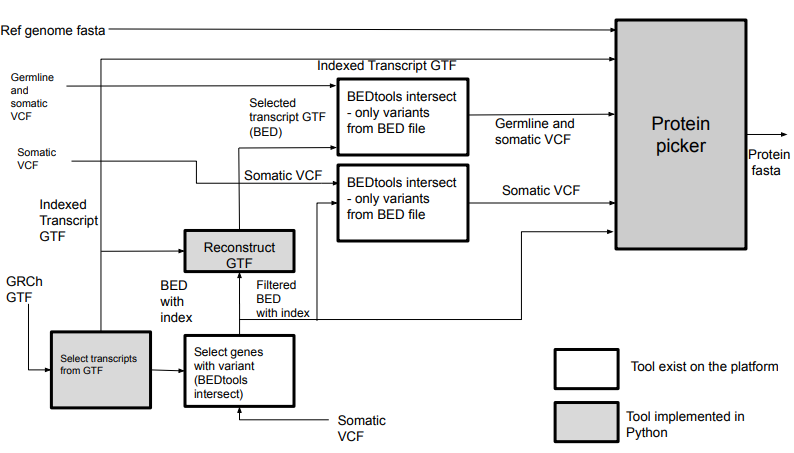 Ref genome fasta
Indexed Transcript GTF
Germline
and
somatic
VCF
Selected
transcript GTF
(BED)
BEDtools intersect
- only variants
from BED file
Germline and
somatic VCF
Protein
picker
Protein
fasta
Somatic
VCF
Somatic VCF
BEDtools intersect
- only variants
from BED file
Somatic VCF
Indexed
Transcript
GTF
Reconstruct
GTF
GRCh
GTF
BED
with
index
Filtered
BED
with index
Select transcripts
from GTF
Select genes
with variant
(BEDtools
intersect)
Somatic
VCF
Tool exist on the platform
Tool implemented in
Python